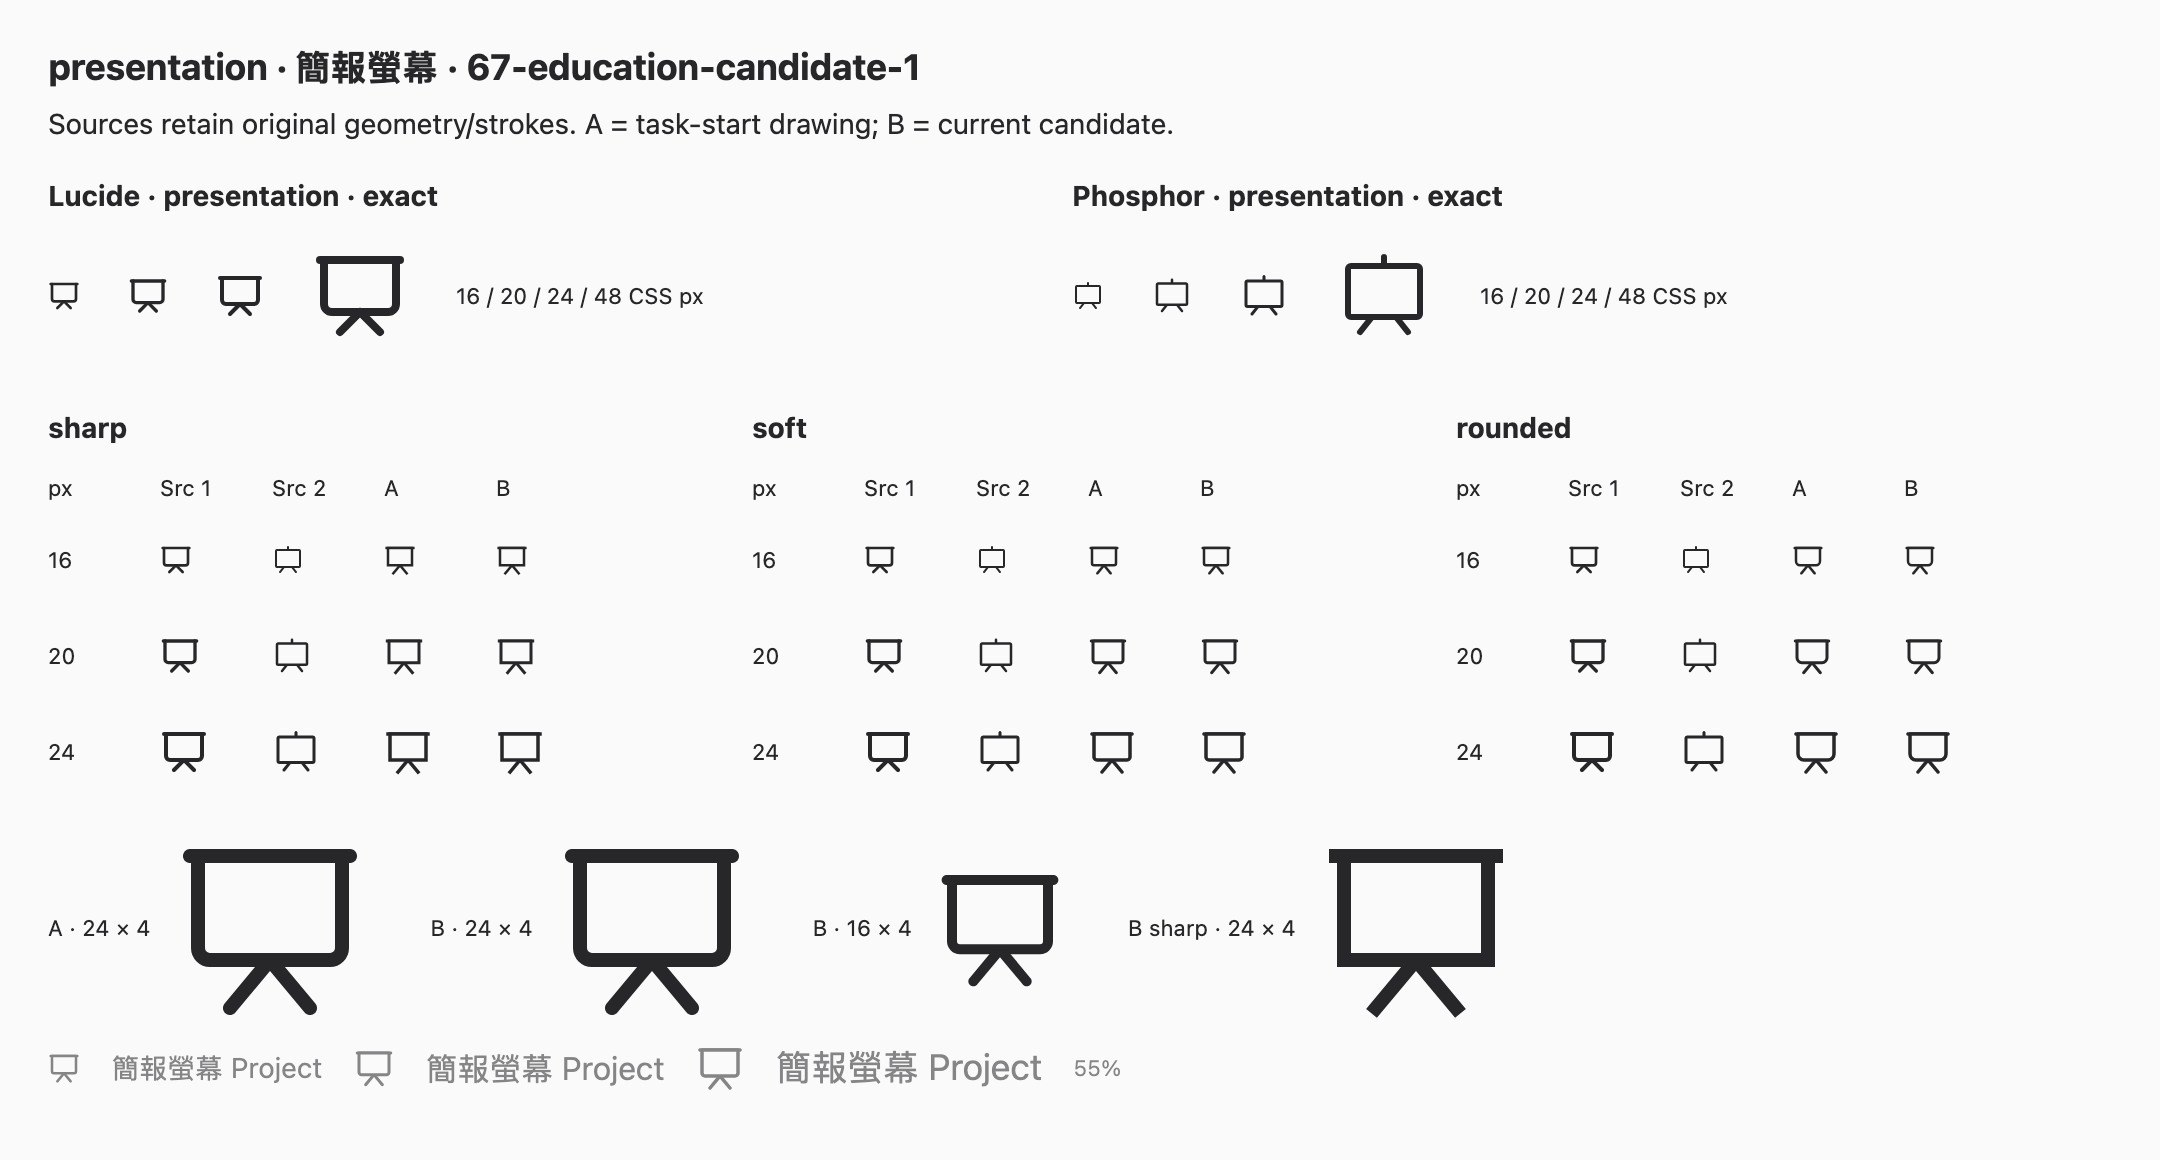 presentation · 簡報螢幕 · 67-education-candidate-1
Sources retain original geometry/strokes. A = task-start drawing; B = current candidate.
Lucide · presentation · exact
16 / 20 / 24 / 48 CSS px
Phosphor · presentation · exact
16 / 20 / 24 / 48 CSS px
sharp
px Src 1 Src 2 A B
16
20
24
soft
px Src 1 Src 2 A B
16
20
24
rounded
px Src 1 Src 2 A B
16
20
24
A · 24 × 4
B · 24 × 4
B · 16 × 4
B sharp · 24 × 4
簡報螢幕 Project 簡報螢幕 Project 簡報螢幕 Project 55%